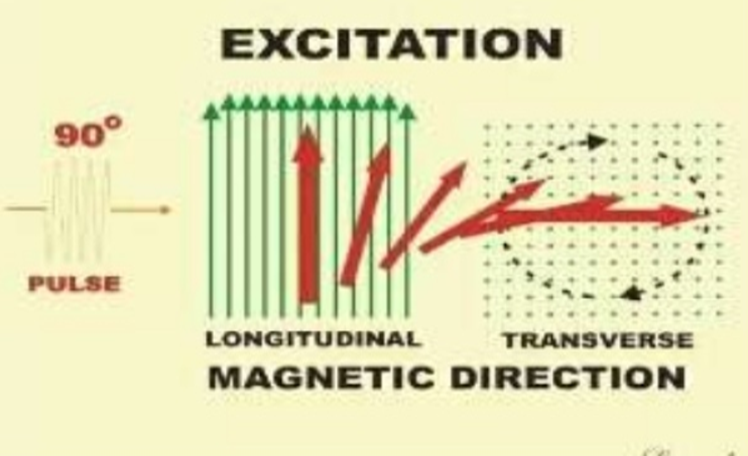 EXCITATION
90°
PULSE
LONGITUDINAL
TRANSVERSE
MAGNETIC DIRECTION